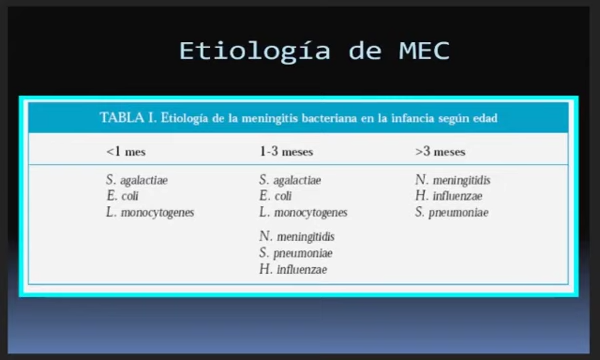 Etiología de MEC
TABLA I. Etiología de la meningitis bacteriana en la infancia según edad
<1 mes 1-3 meses >3 meses
S. agalactiae S. agalactiae N. meningitidis
E. coli E. coli H. influenzae
L. monocytogenes L. monocytogenes S. pneumoniae
N. meningitidis
S. pneumoniae
H. influenzae